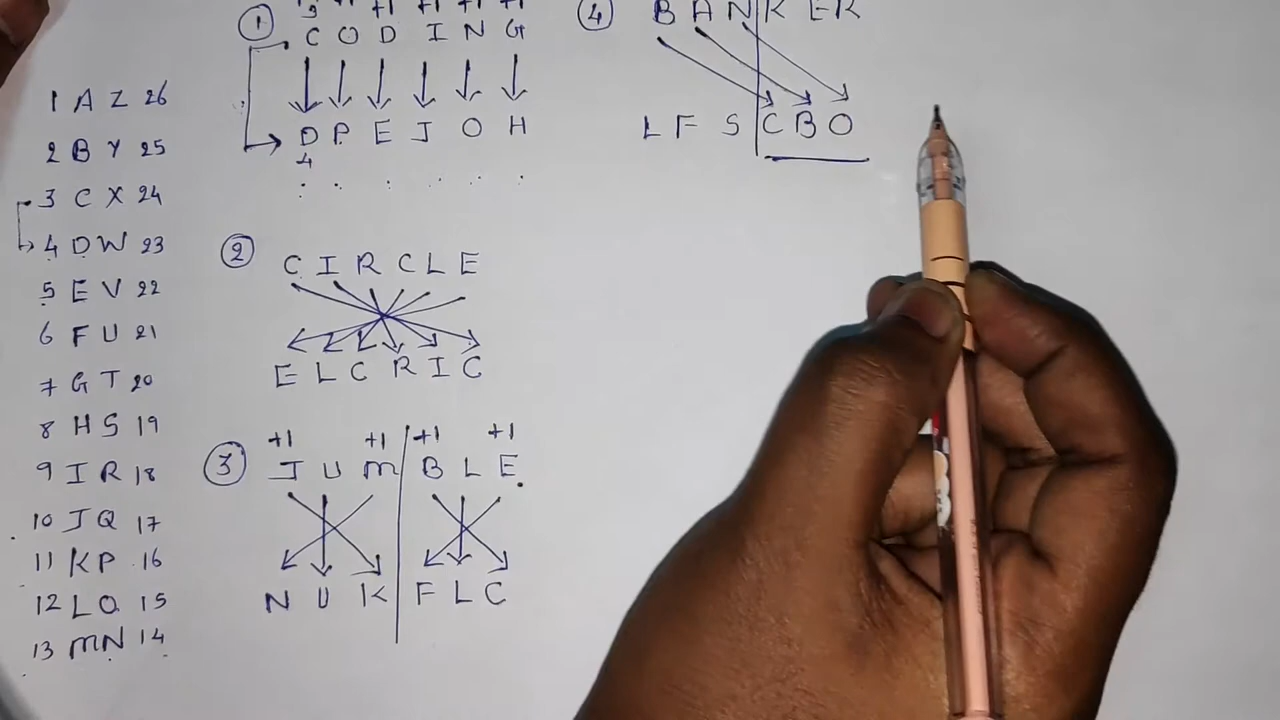 1 A Z 26
2 B Y 25
3 C X 24
4 D W 23
5 E V 22
6 F U 21
7 G T 20
8 H S 19
9 I R 18
10 J Q 17
11 K P 16
12 L O 15
13 M N 14
3 +1 +1 +1 +1
① C O D I N G
D P E J O H
4
② C I R C L E
E L C R I C
+1 +1 +1 +1
③ J U M B L E
N U K F L C
④ B A N K E R
L F S C B O